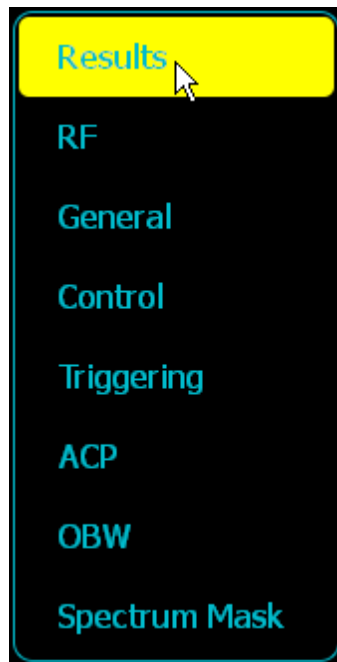 Results
RF
General
Control
Triggering
ACP
OBW
Spectrum Mask